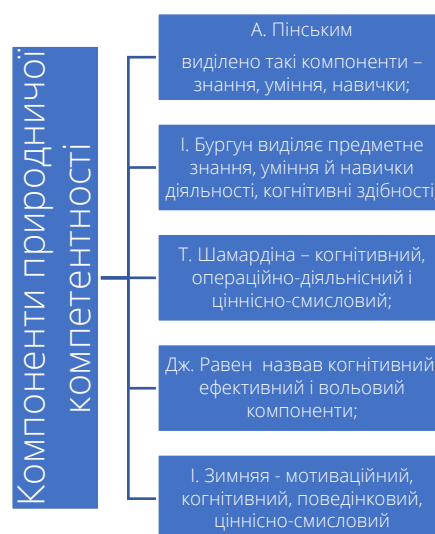 Компоненти природничої
компетентності
А. Пінським
виділено такі компоненти –
знання, уміння, навички;
І. Бургун виділяє предметне
знання, уміння й навички
діяльності, когнітивні здібності
Т. Шамардіна – когнітивний,
операційно-діяльнісний і
ціннісно-смисловий;
Дж. Равен назвав когнітивний
ефективний і вольовий
компоненти;
І. Зимняя - мотиваційний,
когнітивний, поведінковий,
ціннісно-смисловий